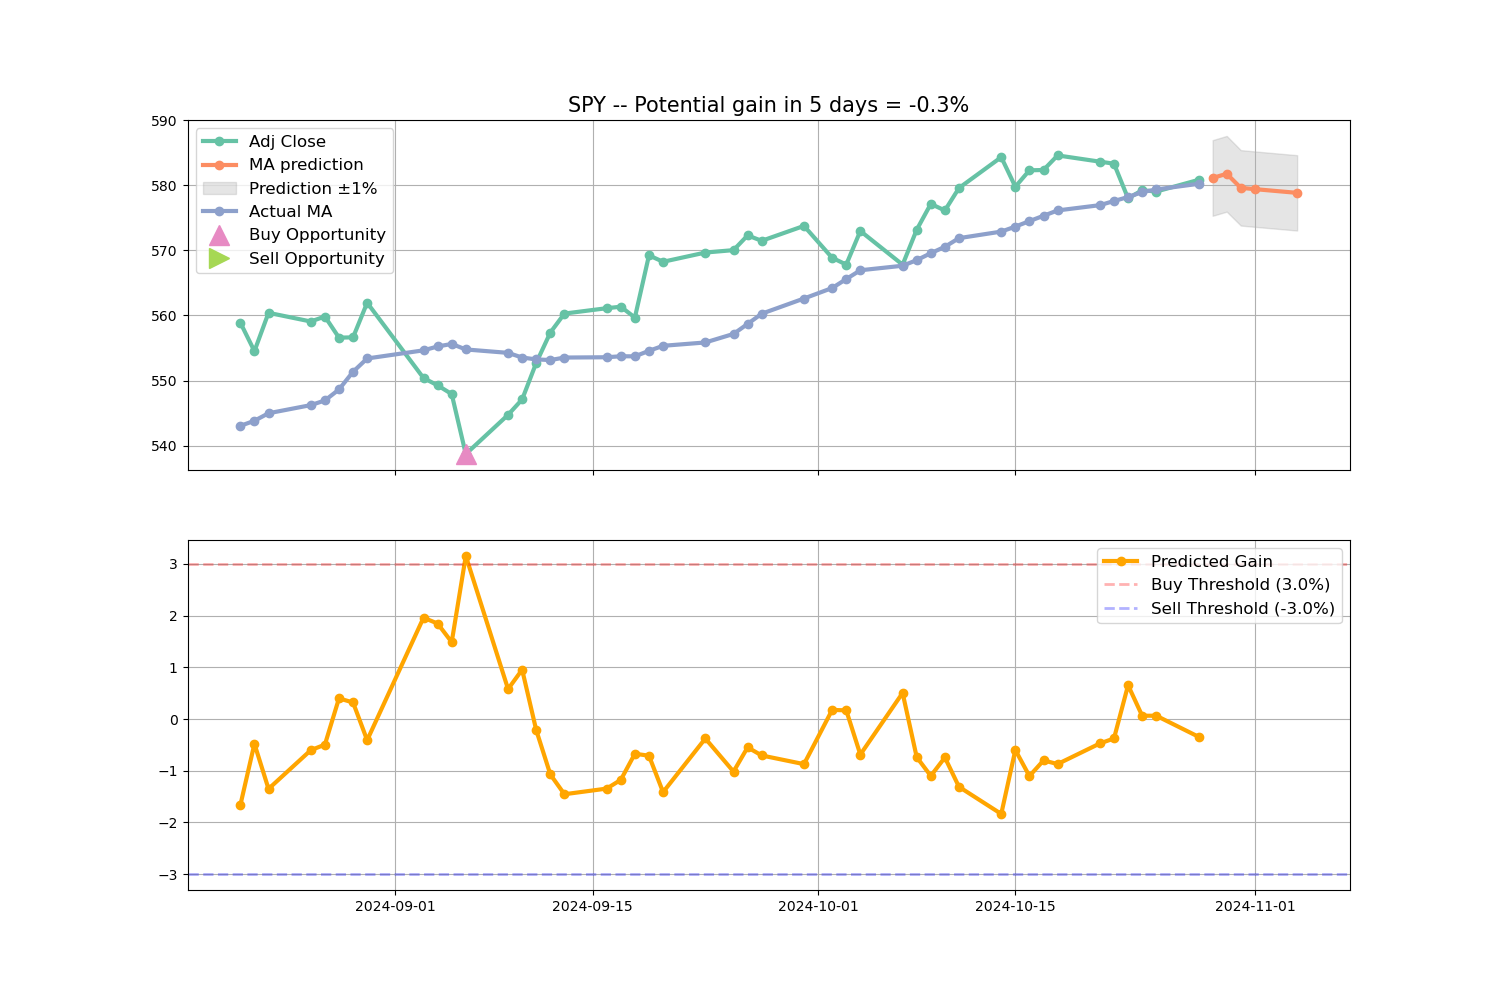 SPY -- Potential gain in 5 days = -0.3%
590
580
570
560
550
540
Adj Close
MA prediction
Prediction ±1%
Actual MA
Buy Opportunity
Sell Opportunity
3
2
1
0
−1
−2
−3
Predicted Gain
Buy Threshold (3.0%)
Sell Threshold (-3.0%)
2024-09-01 2024-09-15 2024-10-01 2024-10-15 2024-11-01